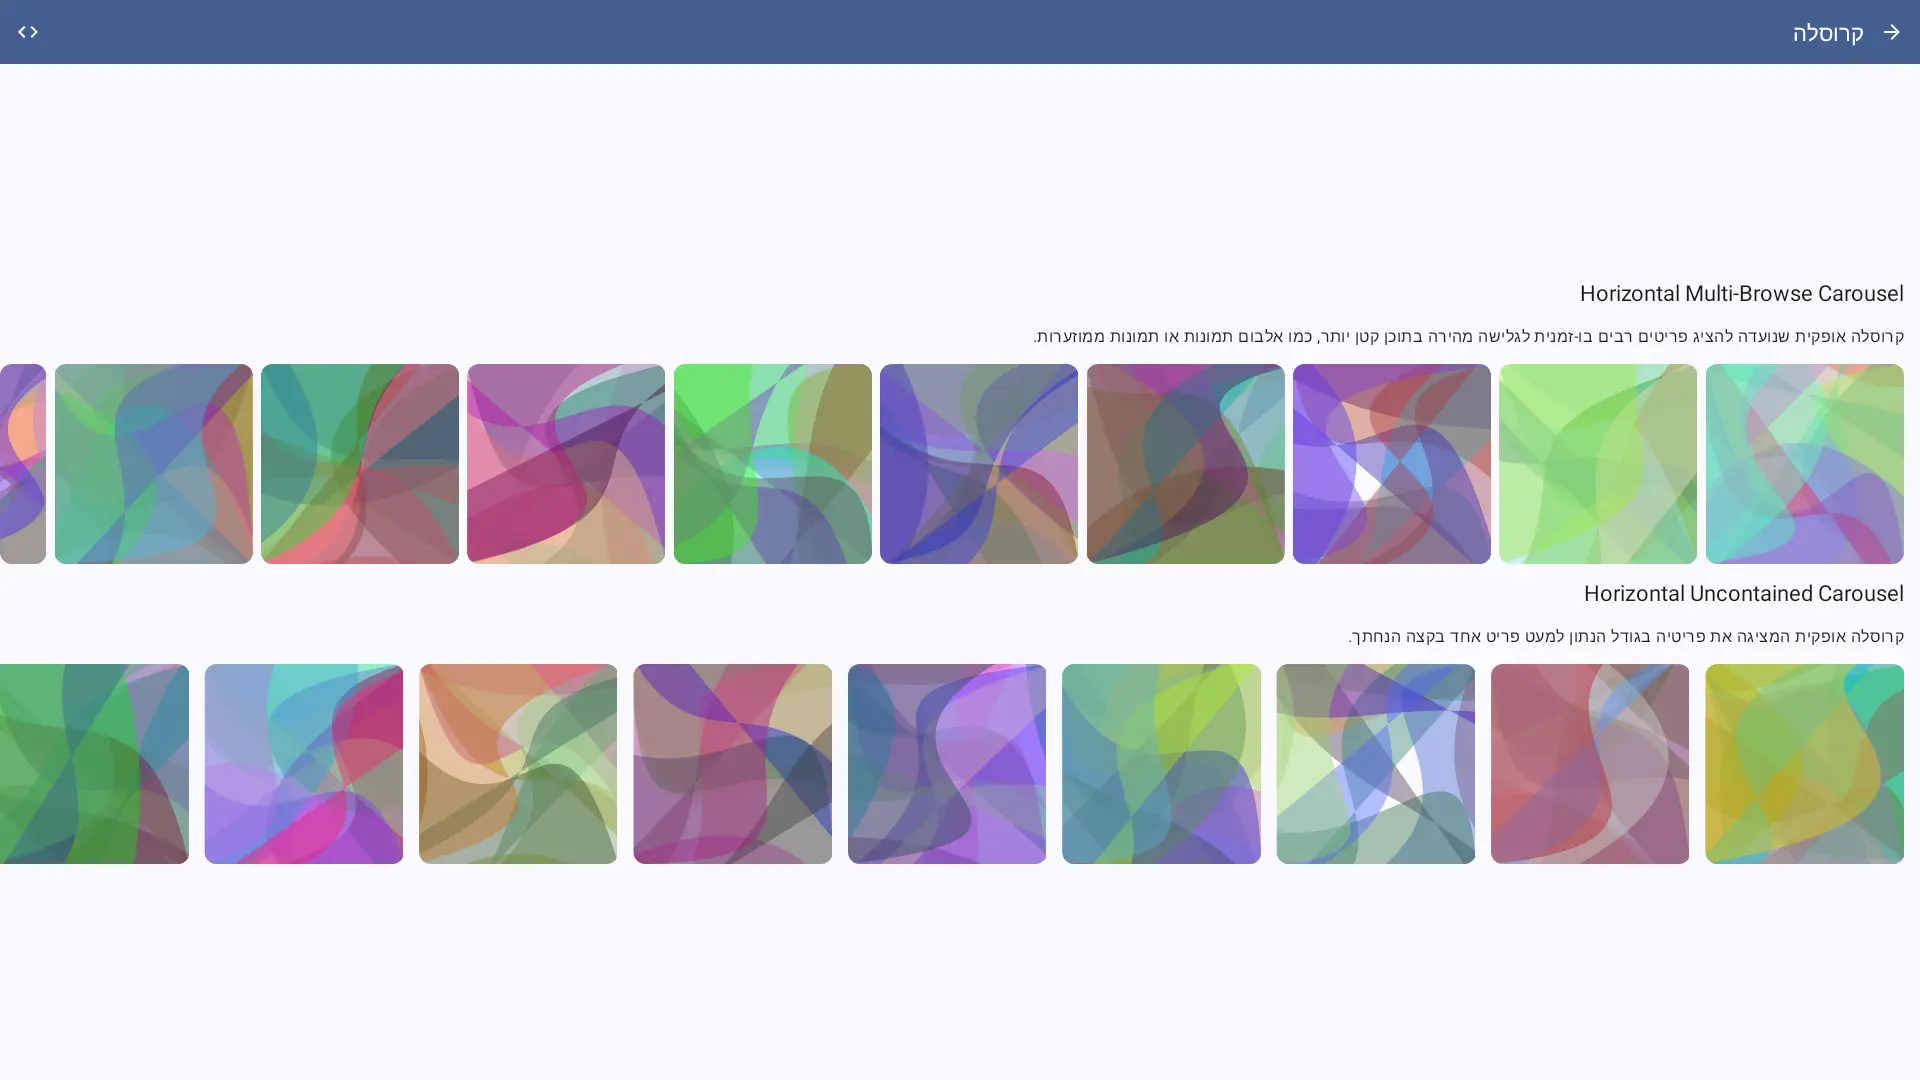 קרוסלה
Horizontal Multi-Browse Carousel
קרוסלה אופקית שנועדה להציג פריטים רבים בו-זמנית לגלישה מהירה בתוכן קטן יותר, כמו אלבום תמונות או תמונות ממוזערות.
Horizontal Uncontained Carousel
קרוסלה אופקית המציגה את פריטיה בגודל הנתון למעט פריט אחד בקצה הנחתך.